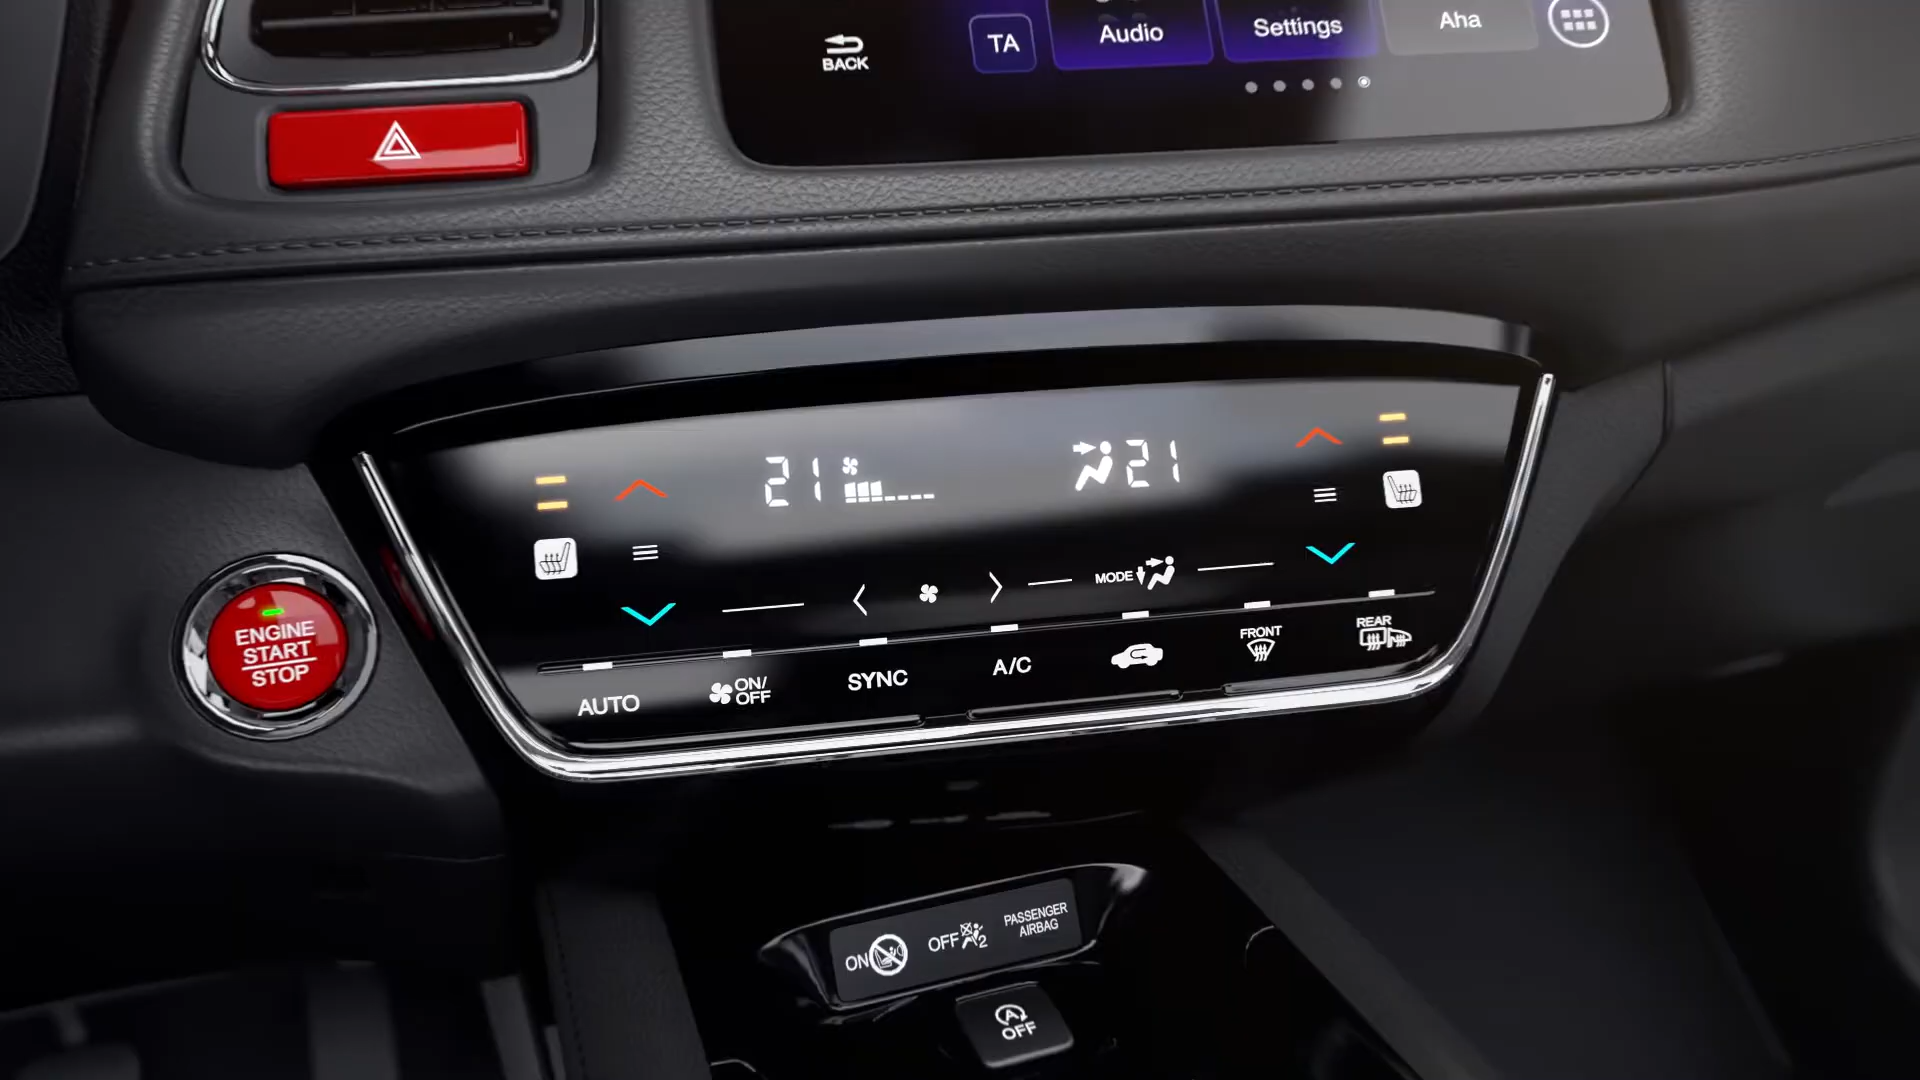 BACK
TA
Audio
Settings
Aha
21
21
MODE
ENGINE
START
STOP
AUTO
ON/
OFF
SYNC
A/C
FRONT
REAR
ON
OFF
2
PASSENGER
AIRBAG
A
OFF